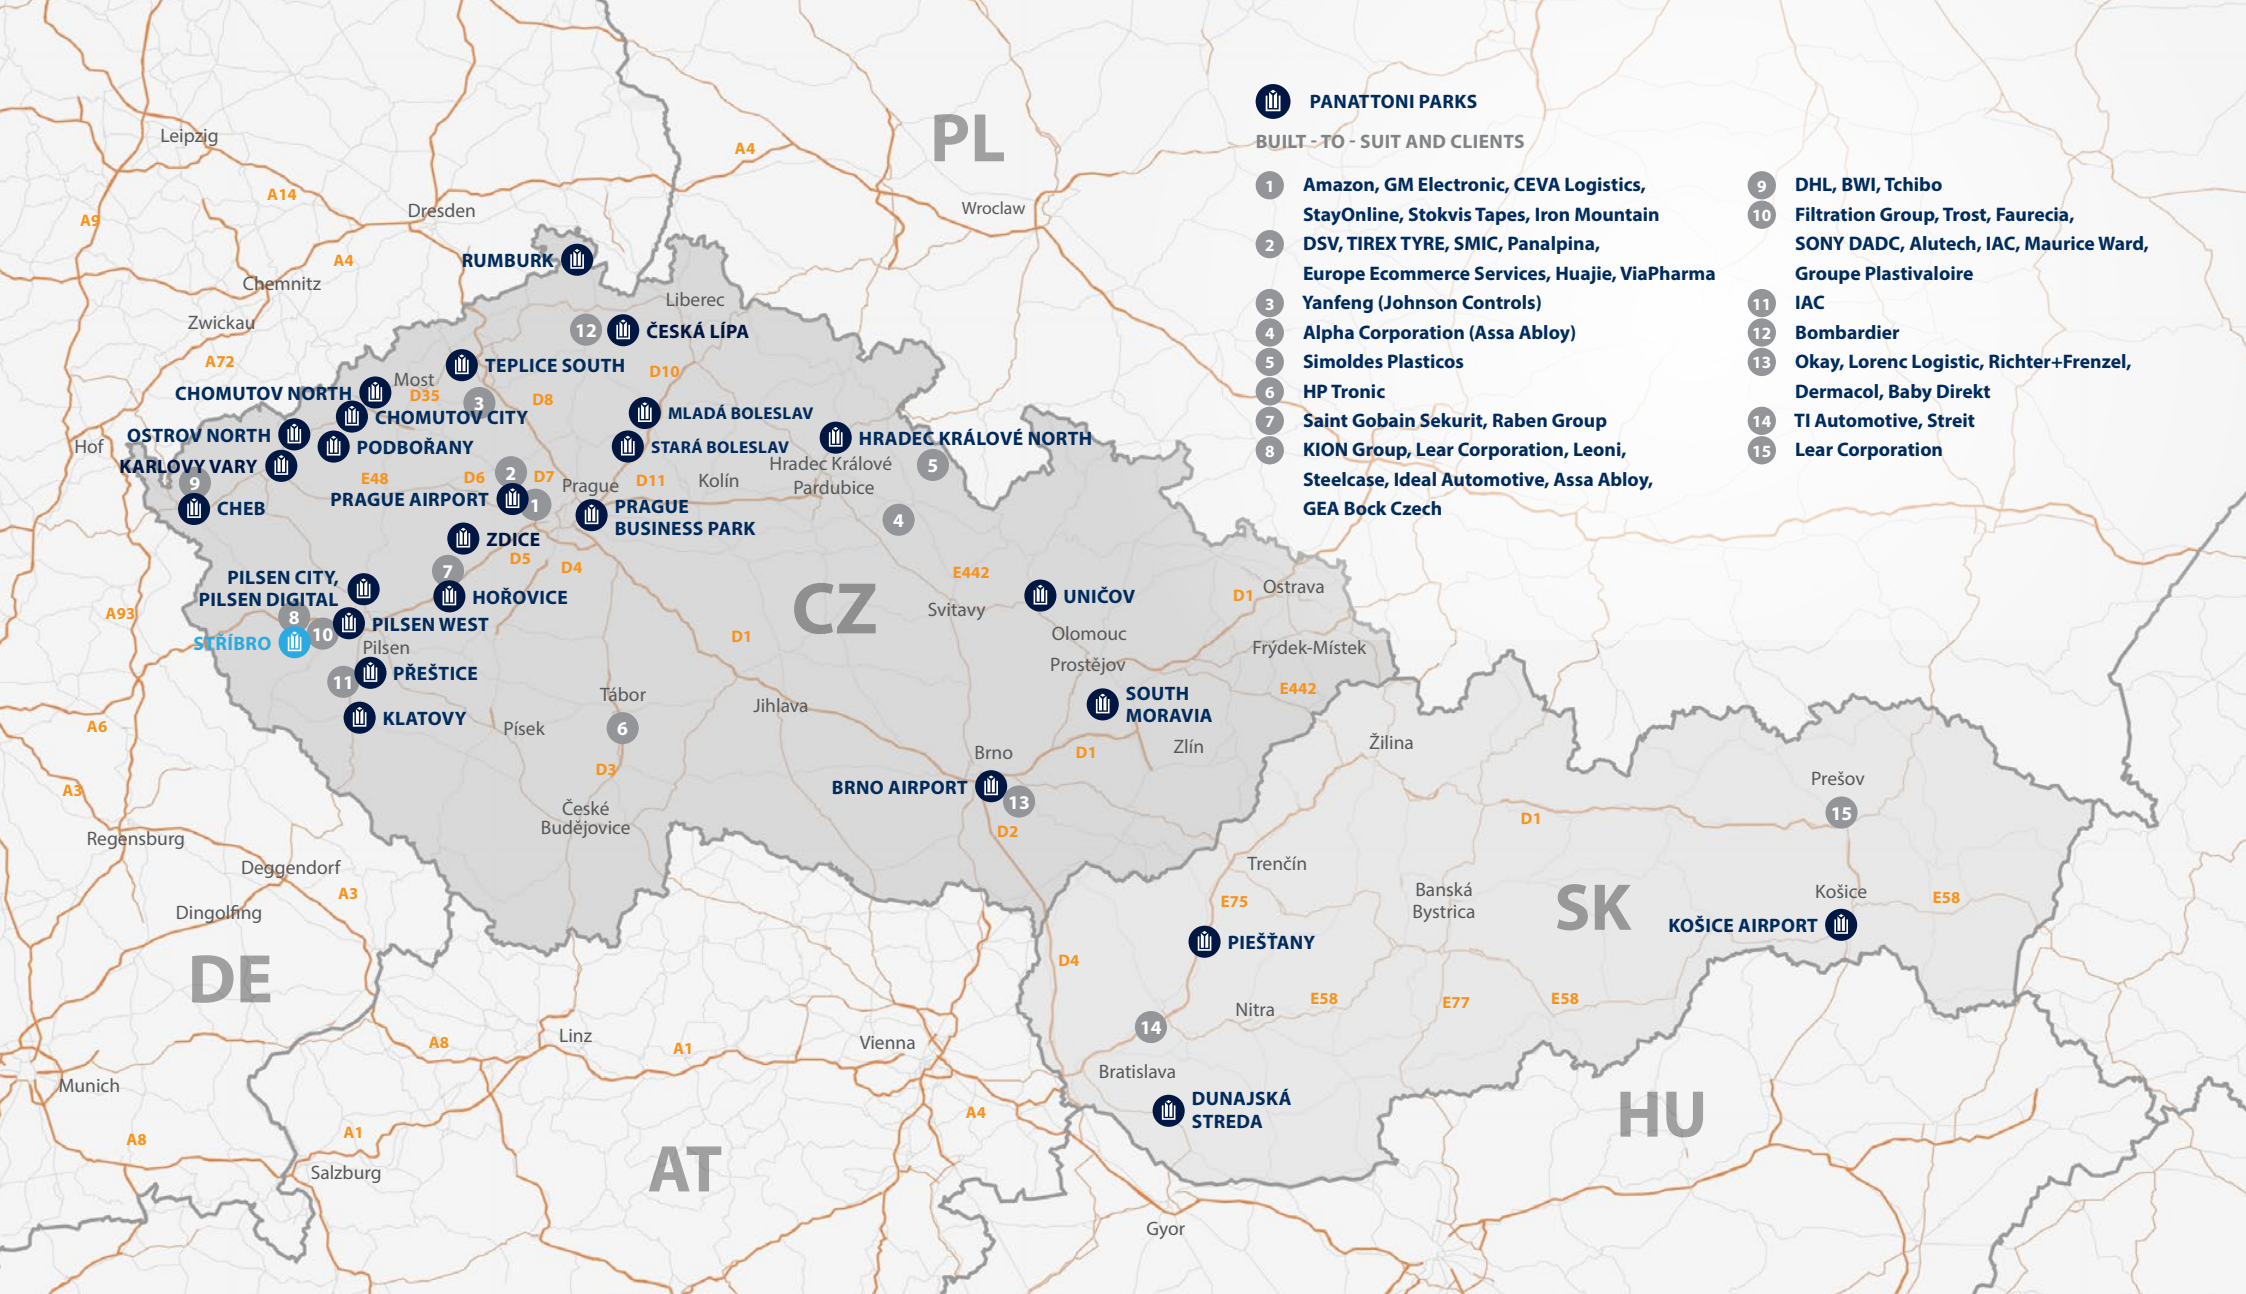 PANATTONI PARKS
BUILT - TO - SUIT AND CLIENTS
1 Amazon, GM Electronic, CEVA Logistics,
StayOnline, Stokvis Tapes, Iron Mountain
2 DSV, TIREX TYRE, SMIC, Panalpina,
Europe Ecommerce Services, Huajie, ViaPharma
3 Yanfeng (Johnson Controls)
4 Alpha Corporation (Assa Abloy)
5 Simoldes Plasticos
6 HP Tronic
7 Saint Gobain Sekurit, Raben Group
8 KION Group, Lear Corporation, Leoni,
Steelcase, Ideal Automotive, Assa Abloy,
GEA Bock Czech
9 DHL, BWI, Tchibo
10 Filtration Group, Trost, Faurecia,
SONY DADC, Alutech, IAC, Maurice Ward,
Groupe Plastivaloire
11 IAC
12 Bombardier
13 Okay, Lorenc Logistic, Richter+Frenzel,
Dermacol, Baby Direkt
14 TI Automotive, Streit
15 Lear Corporation
PL
Leipzig
A4
A14
A9
Dresden
Wroclaw
A4
RUMBURK
Chemnitz
Liberec
Zwickau
12
ČESKÁ LÍPA
A72
TEPLICE SOUTH
D10
Most
CHOMUTOV NORTH
D35
3
D8
CHOMUTOV CITY
MLADÁ BOLESLAV
OSTROV NORTH
Hof
PODBOŘANY
STARÁ BOLESLAV
HRADEC KRÁLOVÉ NORTH
KARLOVY VARY
Hradec Králové
5
9
E48
D6
2
D7
Prague
D11
Kolín
Pardubice
PRAGUE AIRPORT
1
CHEB
PRAGUE
BUSINESS PARK
4
ZDICE
D5
D4
7
E442
PILSEN CITY,
PILSEN DIGITAL
HOŘOVICE
CZ
UNIČOV
D1
Ostrava
A93
8
Svitavy
10
PILSEN WEST
D1
Olomouc
STŘÍBRO
Pilsen
Frýdek-Místek
Prostějov
11
PŘEŠTICE
E442
Tábor
SOUTH
MORAVIA
Jihlava
KLATOVY
A6
Písek
6
Zlín
Žilina
Brno
D1
D3
Prešov
A3
BRNO AIRPORT
13
České
Budějovice
15
D1
D2
Regensburg
Deggendorf
Trenčín
A3
Banská
Bystrica
SK
Košice
E58
E75
Dingolfing
KOŠICE AIRPORT
PIEŠŤANY
D4
DE
E58
E77
E58
Nitra
14
Linz
A8
A1
Vienna
Bratislava
Munich
DUNAJSKÁ
STREDA
A4
HU
A8
A1
AT
Salzburg
Gyor